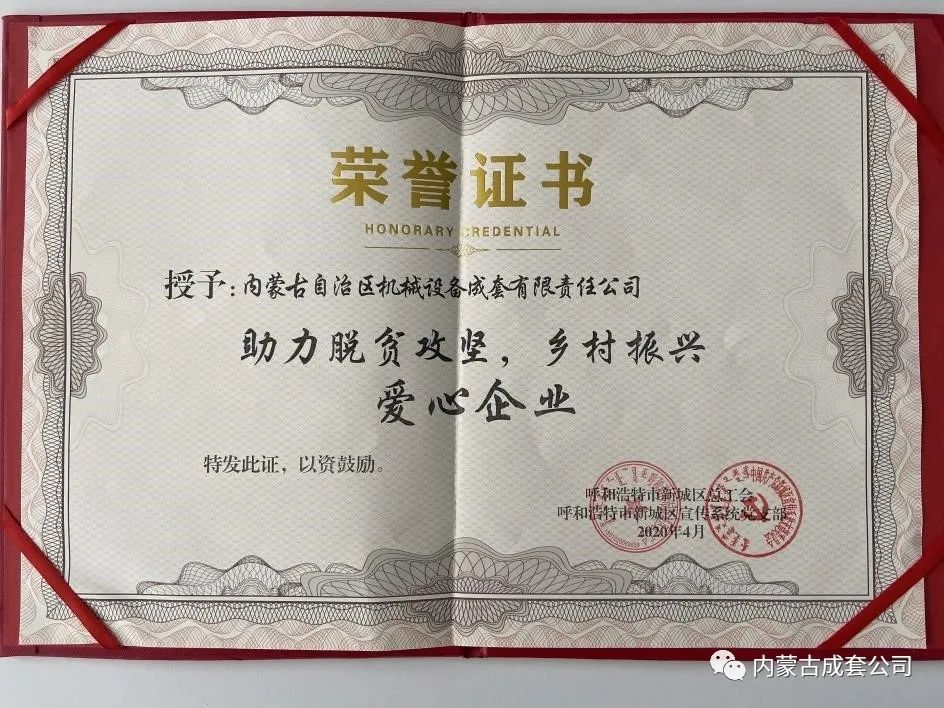 荣誉证书
HONORARY CREDENTIAL
授予:内蒙古自治区机械设备成套有限责任公司
助力脱贫攻坚,乡村振兴
爱心企业
特发此证,以资鼓励。
呼和浩特市新城区总工会
呼和浩特市新城区宣传系统党支部
2020年4月
内蒙古成套公司